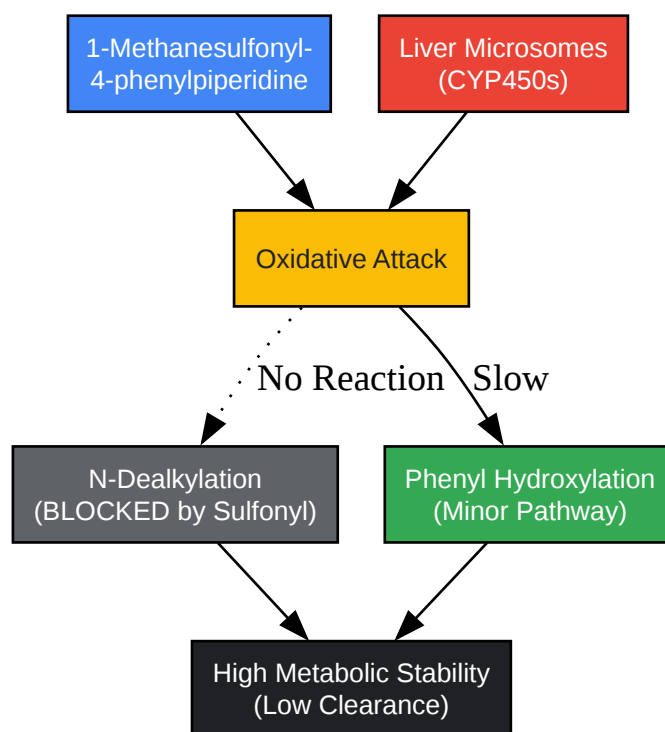 1-Methanesulfonyl-
4-phenylpiperidine
Liver Microsomes
(CYP450s)
Oxidative Attack
No Reaction
Slow
N-Dealkylation
(BLOCKED by Sulfonyl)
Phenyl Hydroxylation
(Minor Pathway)
High Metabolic Stability
(Low Clearance)